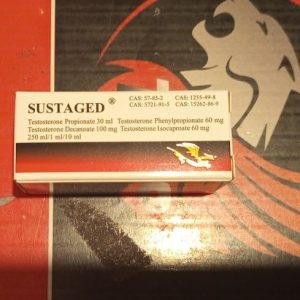 SUSTAGED ®
CAS: 57-85-2 CAS: 1255-49-8
CAS: 5721-91-5 CAS: 15262-86-9
Testosterone Propionate 30 ml Testosterone Phenylpropionate 60 mg
Testosterone Decanoate 100 mg Testosterone Isocaproate 60 mg
250 ml/1 ml/10 ml